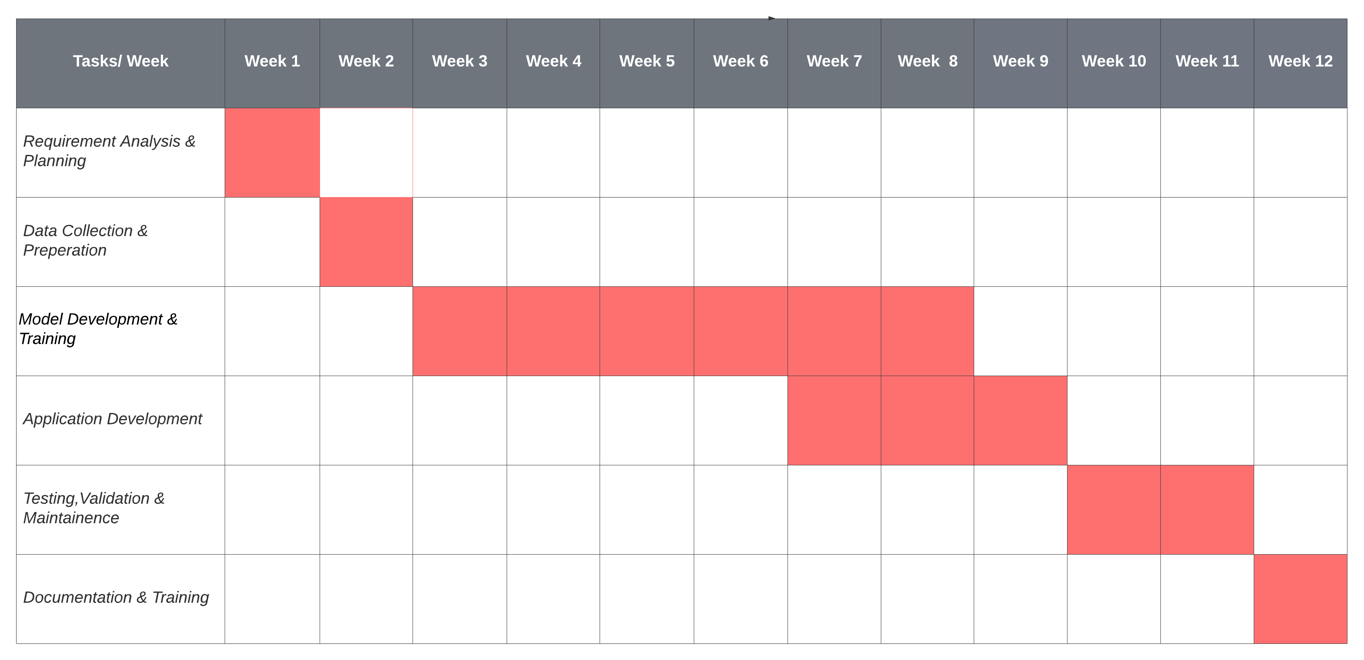 Tasks/ Week Week 1 Week 2 Week 3 Week 4 Week 5 Week 6 Week 7 Week  8 Week 9 Week 10 Week 11 Week 12
Requirement Analysis &
Planning
Data Collection &
Preperation
Model Development &
Training
Application Development
Testing,Validation &
Maintainence
Documentation & Training